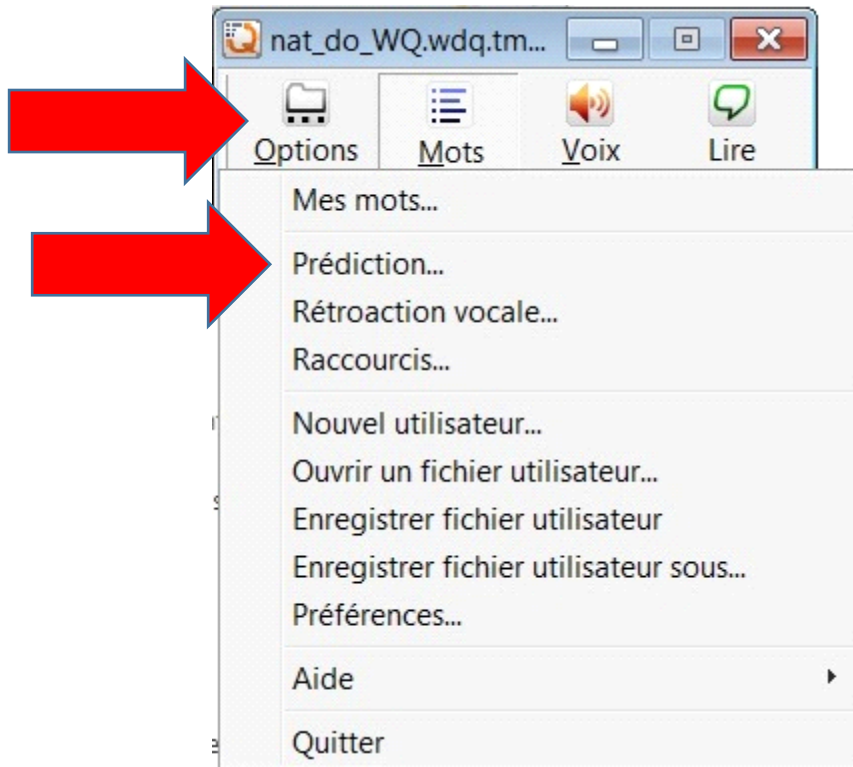 nat_do_WQ.wdq.tm...
Options Mots Voix Lire
Mes mots...
Prédiction...
Rétroaction vocale...
Raccourcis...
Nouvel utilisateur...
Ouvrir un fichier utilisateur...
Enregistrer fichier utilisateur
Enregistrer fichier utilisateur sous...
Préférences...
Aide
Quitter